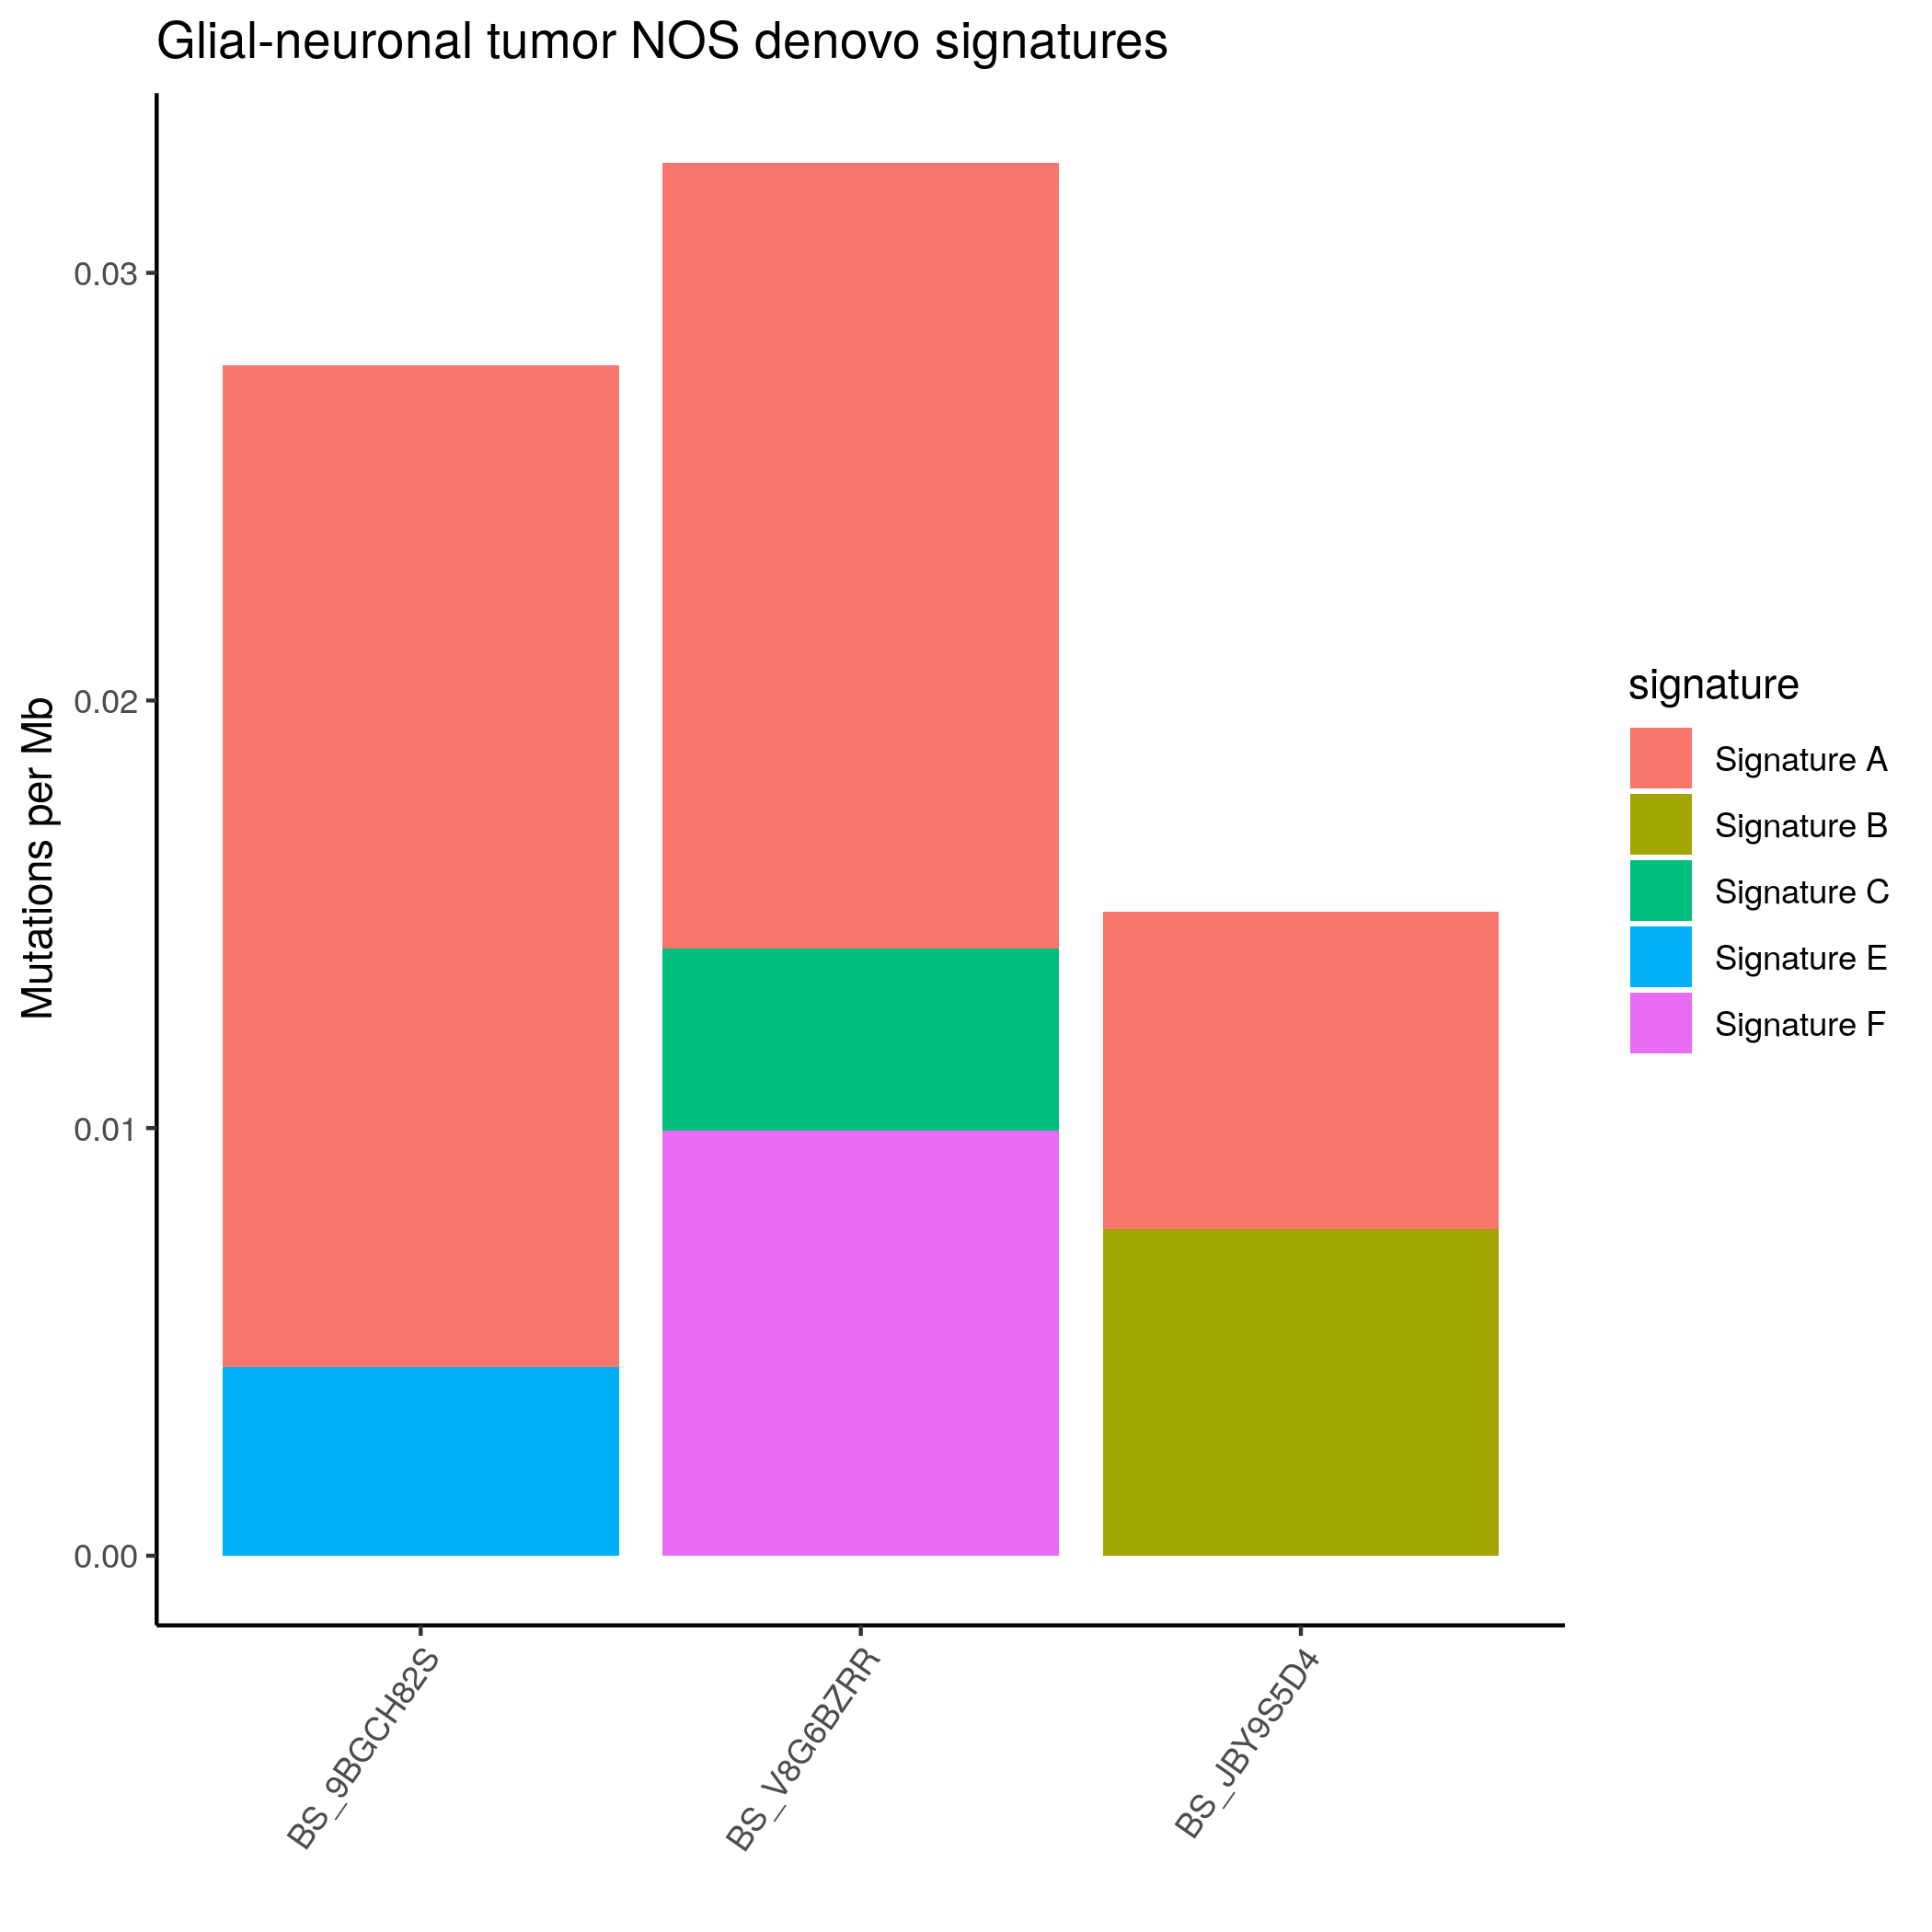 Glial-neuronal tumor NOS denovo signatures
Mutations per Mb
0.03
0.02
0.01
0.00
BS_9BGCH82S
BS_V8G6BZRR
BS_JBY9S5D4
signature
Signature A
Signature B
Signature C
Signature E
Signature F